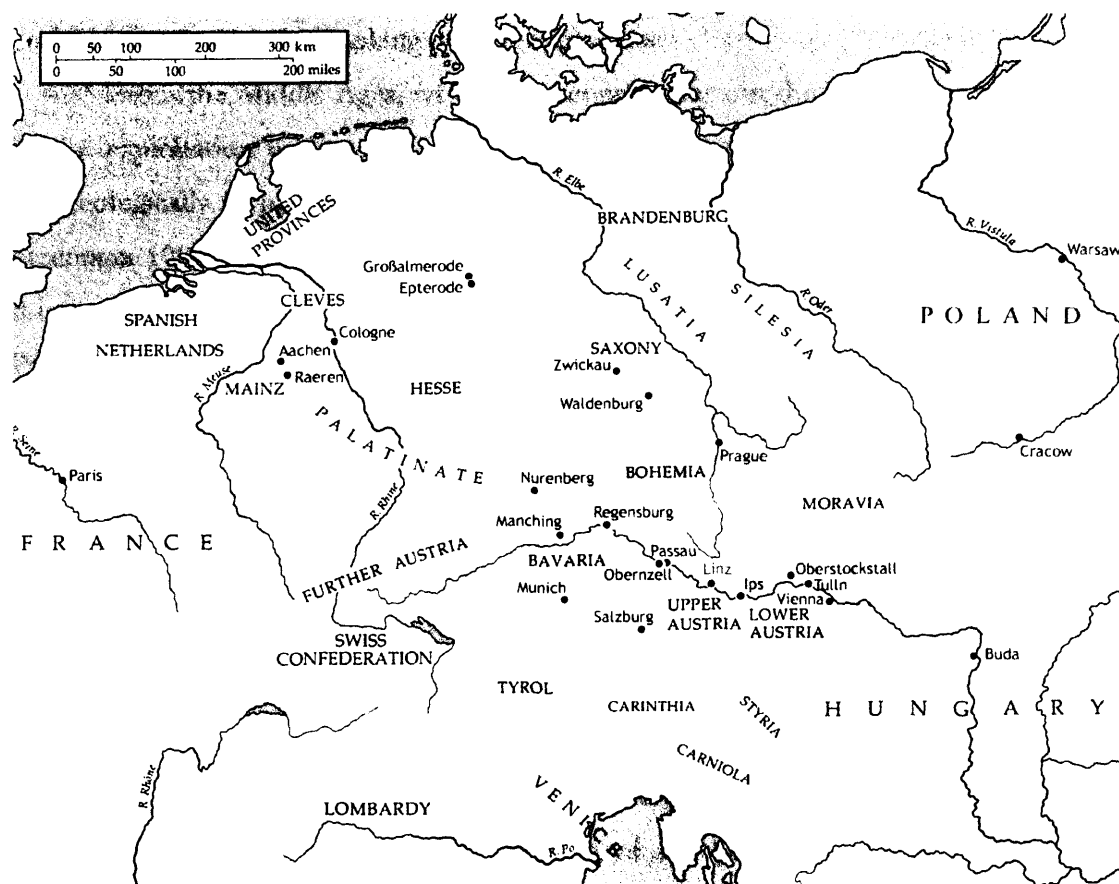 0 50 100 200 300 km
0 50 100 200 miles
R. Elbe
BRANDENBURG
UNITED
PROVINCES
R. Vistula
Warsaw
Großalmerode
Epterode
LUSATIA
SILESIA
R. Oder
CLEVES
POLAND
SPANISH
NETHERLANDS
Cologne
Aachen
SAXONY
Zwickau
R. Meuse
MAINZ
Raeren
HESSE
Waldenburg
PALATINATE
R. Seine
Paris
Prague
Cracow
BOHEMIA
Nurenberg
R. Rhine
MORAVIA
Manching
Regensburg
FRANCE
FURTHER AUSTRIA
BAVARIA
Passau
Obernzell
Linz
Oberstockstall
Tulln
Ips
Munich
Vienna
UPPER
AUSTRIA
LOWER
AUSTRIA
Salzburg
SWISS
CONFEDERATION
Buda
TYROL
CARINTHIA
STYRIA
HUNGARY
CARNIOLA
R. Rhône
VENICE
LOMBARDY
R. Po